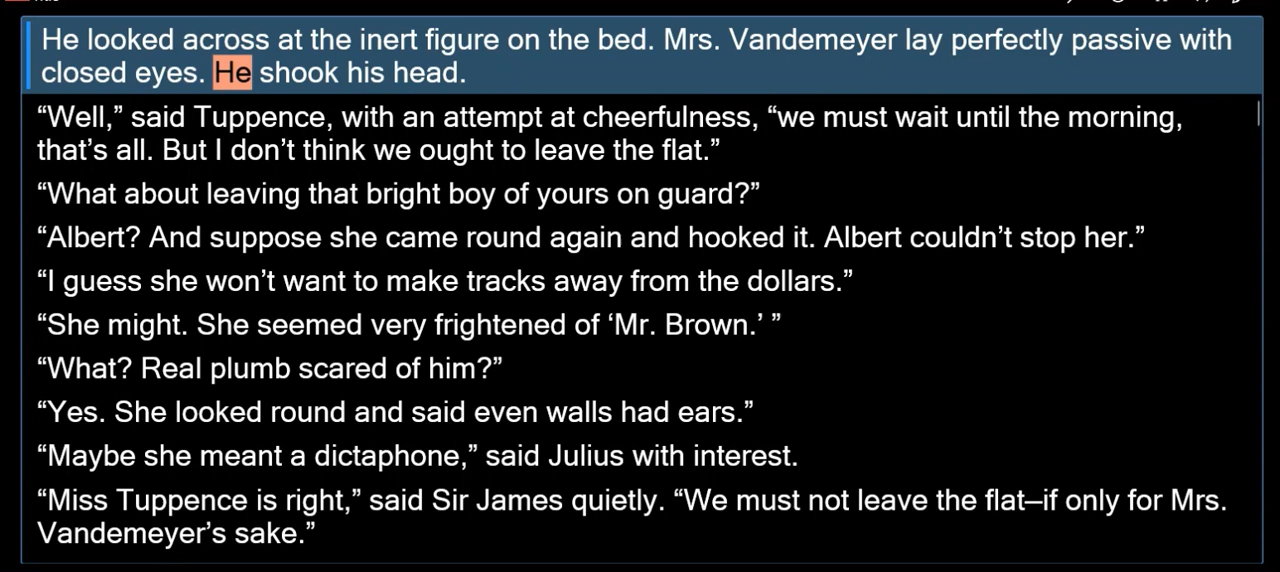 He looked across at the inert figure on the bed. Mrs. Vandemeyer lay perfectly passive with
closed eyes. He shook his head.
“Well,” said Tuppence, with an attempt at cheerfulness, “we must wait until the morning,
that’s all. But I don’t think we ought to leave the flat.”
“What about leaving that bright boy of yours on guard?”
“Albert? And suppose she came round again and hooked it. Albert couldn’t stop her.”
“I guess she won’t want to make tracks away from the dollars.”
“She might. She seemed very frightened of ‘Mr. Brown.’ ”
“What? Real plumb scared of him?”
“Yes. She looked round and said even walls had ears.”
“Maybe she meant a dictaphone,” said Julius with interest.
“Miss Tuppence is right,” said Sir James quietly. “We must not leave the flat—if only for Mrs.
Vandemeyer’s sake.”